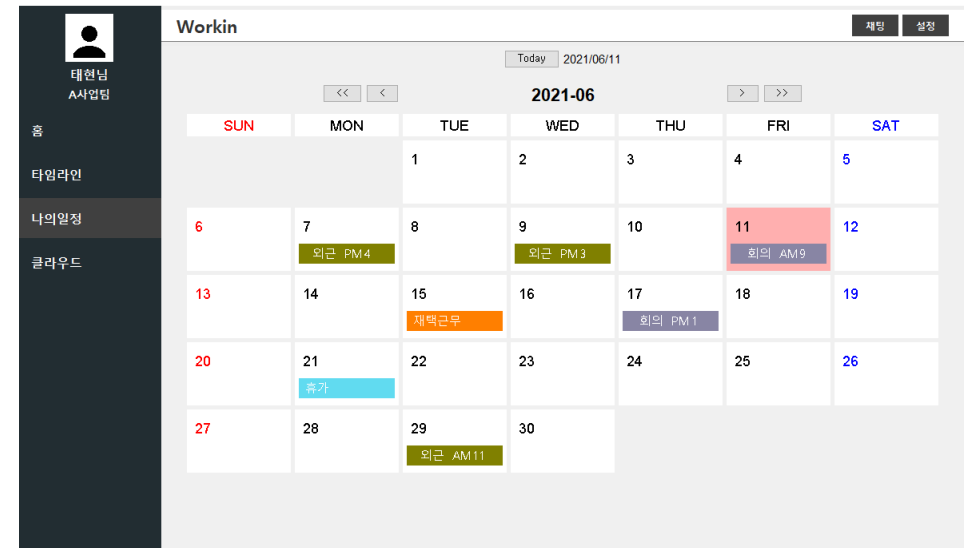 Workin
채팅 설정
태현님
A사업팀
홈
타임라인
나의일정
클라우드
Today 2021/06/11
<< < 2021-06 > >>
SUN MON TUE WED THU FRI SAT
1 2 3 4 5
6 7 8 9 10 11 12
외근 PM4 외근 PM3 회의 AM9
13 14 15 16 17 18 19
재택근무 회의 PM1
20 21 22 23 24 25 26
휴가
27 28 29 30
외근 AM11